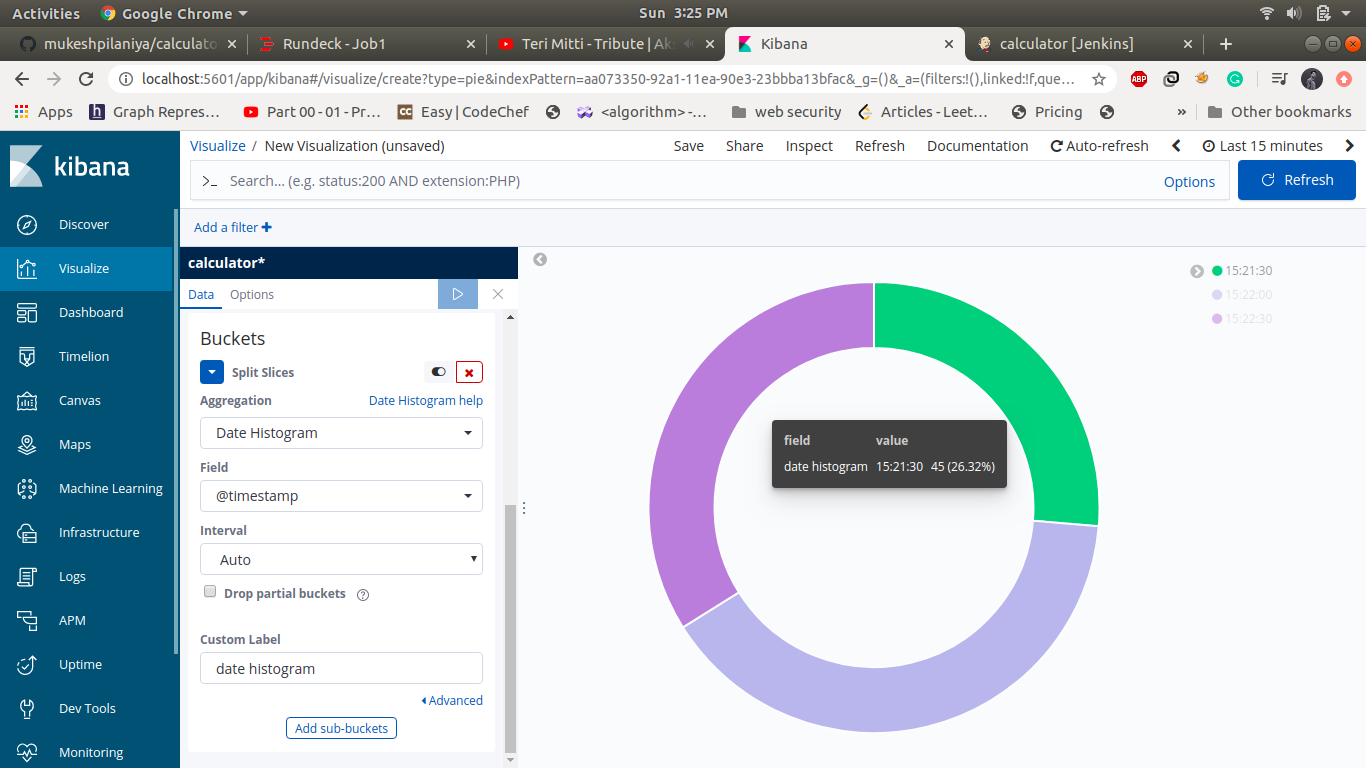 Activities Google Chrome Sun 3:25 PM
mukeshpilaniya/calculato Rundeck - Job1 Teri Mitti - Tribute | Ak Kibana calculator [Jenkins]
localhost:5601/app/kibana#/visualize/create?type=pie&indexPattern=aa073350-92a1-11ea-90e3-23bbba13bfac&_g=()&_a=(filters:!(),linked:!f,que... ABP
Apps Graph Repres... Part 00 - 01 - Pr... CC Easy | CodeChef <algorithm> -... web security Articles - Leet... Pricing » Other bookmarks
kibana
Visualize / New Visualization (unsaved) Save Share Inspect Refresh Documentation Auto-refresh Last 15 minutes
>_ Search... (e.g. status:200 AND extension:PHP) Options Refresh
Add a filter +
Discover
Visualize
Dashboard
Timelion
Canvas
Maps
Machine Learning
Infrastructure
Logs
APM
Uptime
Dev Tools
Monitoring
calculator*
Data Options
Buckets
Split Slices
Aggregation Date Histogram help
Date Histogram
Field
@timestamp
Interval
Auto
Drop partial buckets
Custom Label
date histogram
Advanced
Add sub-buckets
field value
date histogram 15:21:30 45 (26.32%)
15:21:30
15:22:00
15:22:30